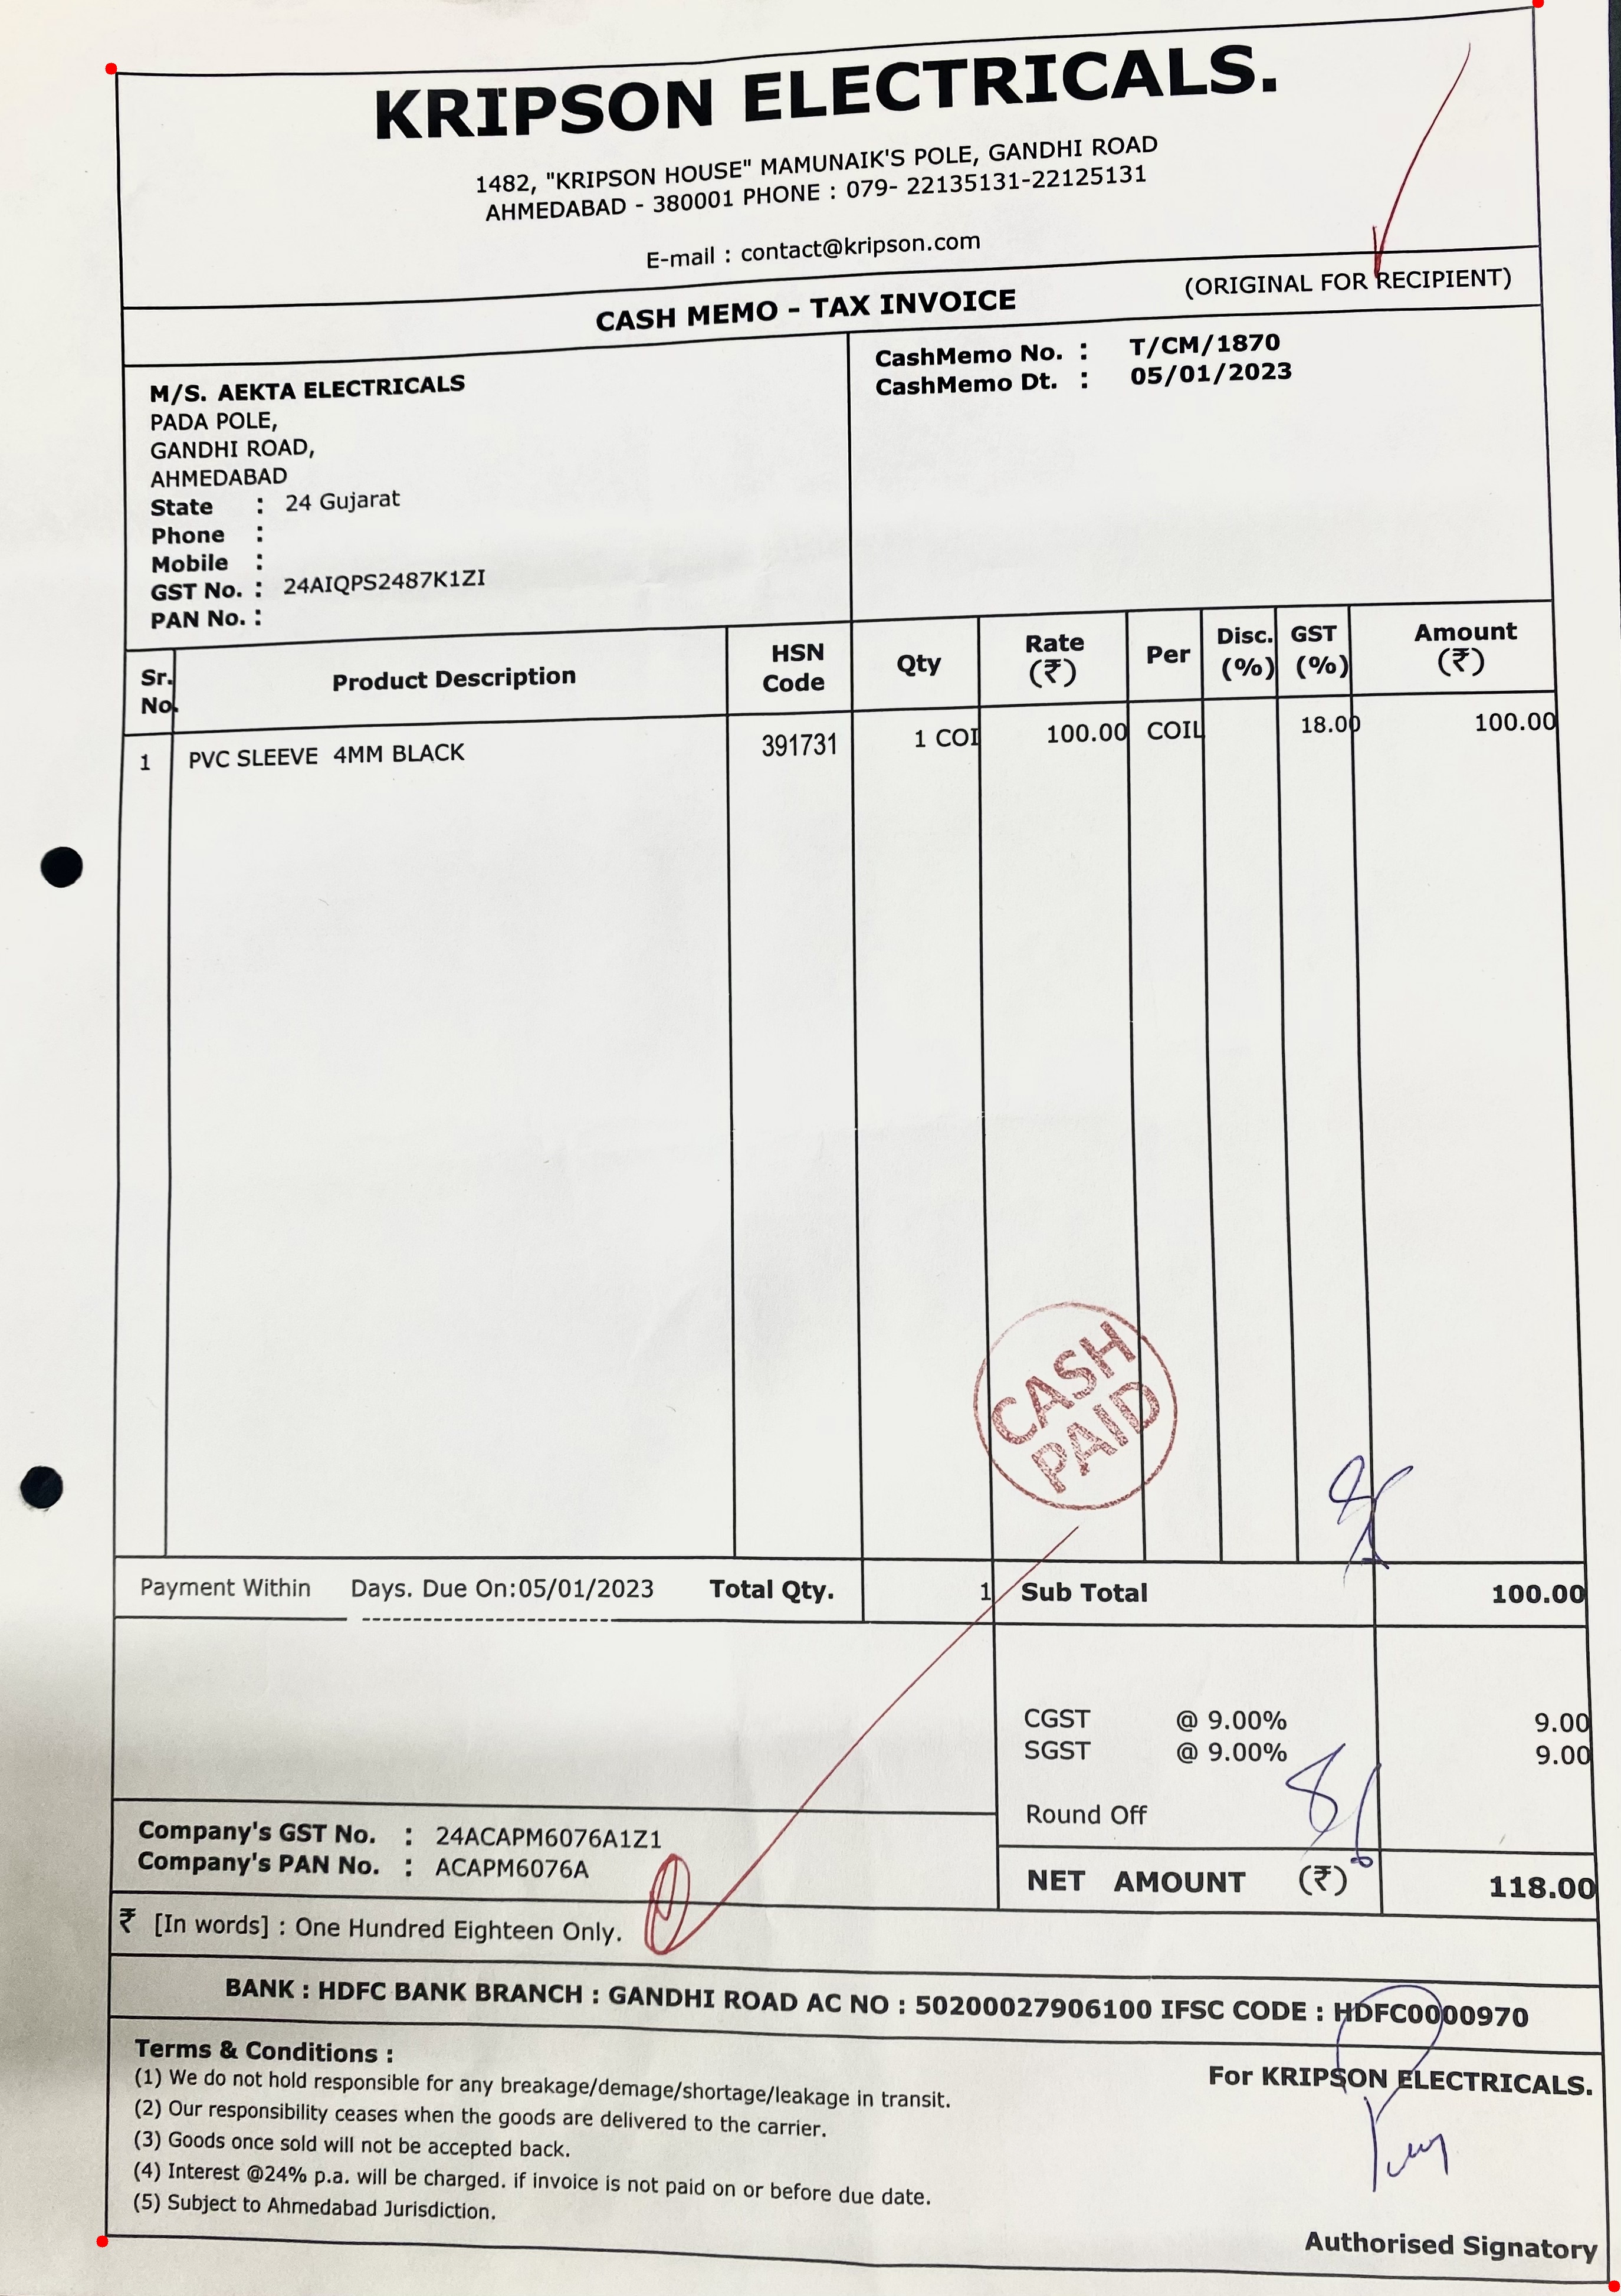 KRIPSON ELECTRICALS.
1482, "KRIPSON HOUSE" MAMUNAIK'S POLE, GANDHI ROAD
AHMEDABAD - 380001 PHONE : 079- 22135131-22125131
E-mail : contact@kripson.com
CASH MEMO - TAX INVOICE (ORIGINAL FOR RECIPIENT)
M/S. AEKTA ELECTRICALS
PADA POLE,
GANDHI ROAD,
AHMEDABAD
State : 24 Gujarat
Phone :
Mobile :
GST No. : 24AIQPS2487K1ZI
PAN No. :
CashMemo No. : T/CM/1870
CashMemo Dt. : 05/01/2023
Sr. No. Product Description HSN Code Qty Rate (₹) Per Disc. (%) GST (%) Amount (₹)
1 PVC SLEEVE 4MM BLACK 391731 1 COI 100.00 COIL 18.00 100.00
CASH
PAID
Payment Within Days. Due On:05/01/2023 Total Qty. 1 Sub Total 100.00
CGST @ 9.00% 9.00
SGST @ 9.00% 9.00
Round Off
Company's GST No. : 24ACAPM6076A1Z1
Company's PAN No. : ACAPM6076A
NET AMOUNT (₹) 118.00
₹ [In words] : One Hundred Eighteen Only.
BANK : HDFC BANK BRANCH : GANDHI ROAD AC NO : 50200027906100 IFSC CODE : HDFC0000970
Terms & Conditions :
(1) We do not hold responsible for any breakage/demage/shortage/leakage in transit.
(2) Our responsibility ceases when the goods are delivered to the carrier.
(3) Goods once sold will not be accepted back.
(4) Interest @24% p.a. will be charged. if invoice is not paid on or before due date.
(5) Subject to Ahmedabad Jurisdiction.
For KRIPSON ELECTRICALS.
Authorised Signatory